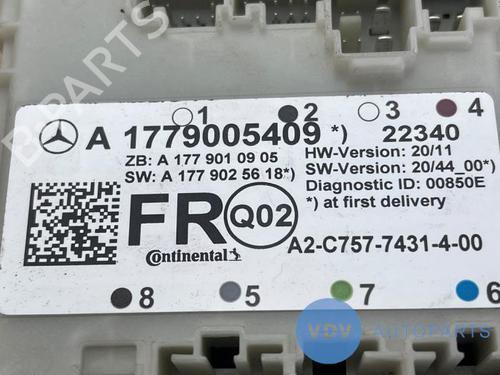 1 2 3 4
A 1779005409 *) 22340
ZB: A 177 901 09 05 HW-Version: 20/11
SW: A 177 902 56 18*) SW-Version: 20/44_00*)
Diagnostic ID: 00850E
*) at first delivery
FR Q02
Continental A2-C757-7431-4-00
8 5 7 6
B PARTS
VDV AUTOPARTS